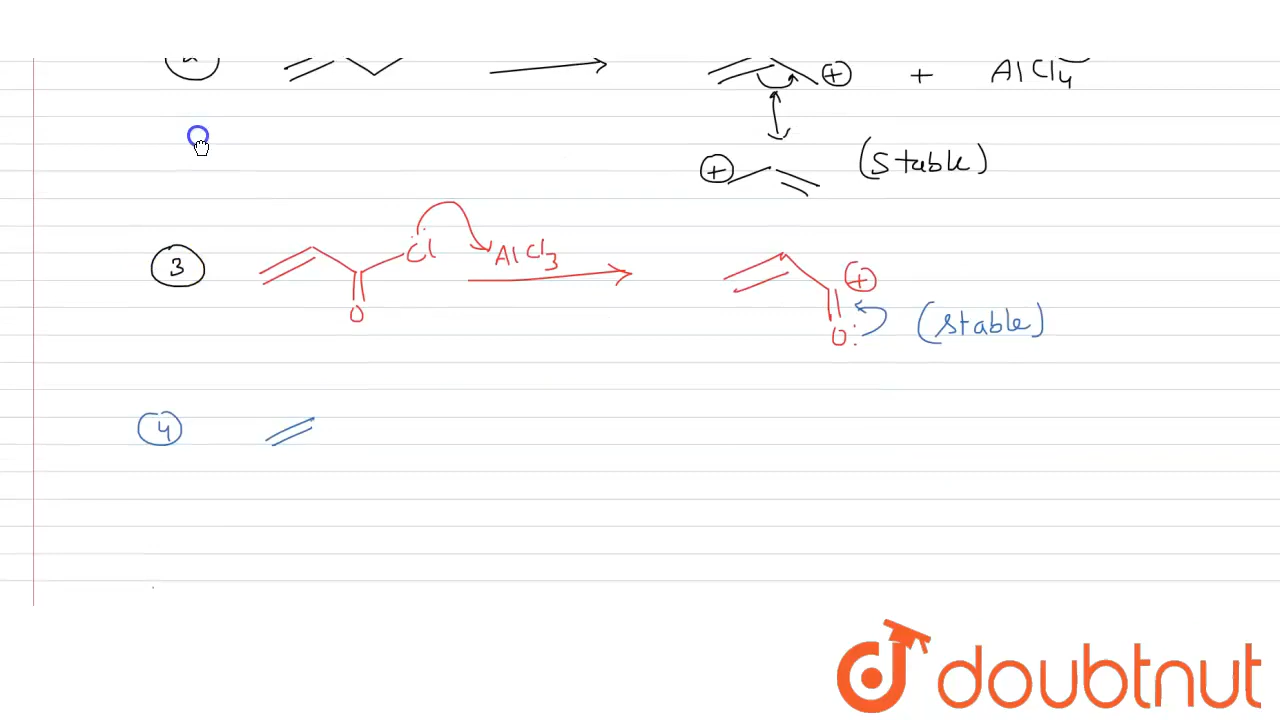 + + AlCl4-
+ (Stable)
3 Cl AlCl3 +
O O: (stable)
4
doubtnut